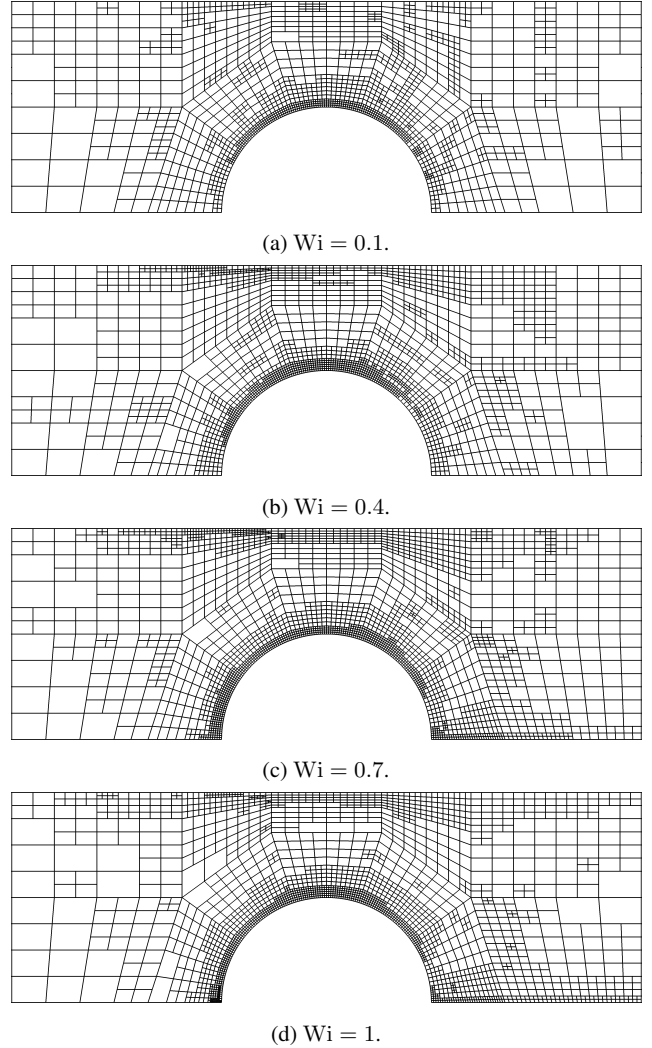 (a) Wi = 0.1.
(b) Wi = 0.4.
(c) Wi = 0.7.
(d) Wi = 1.